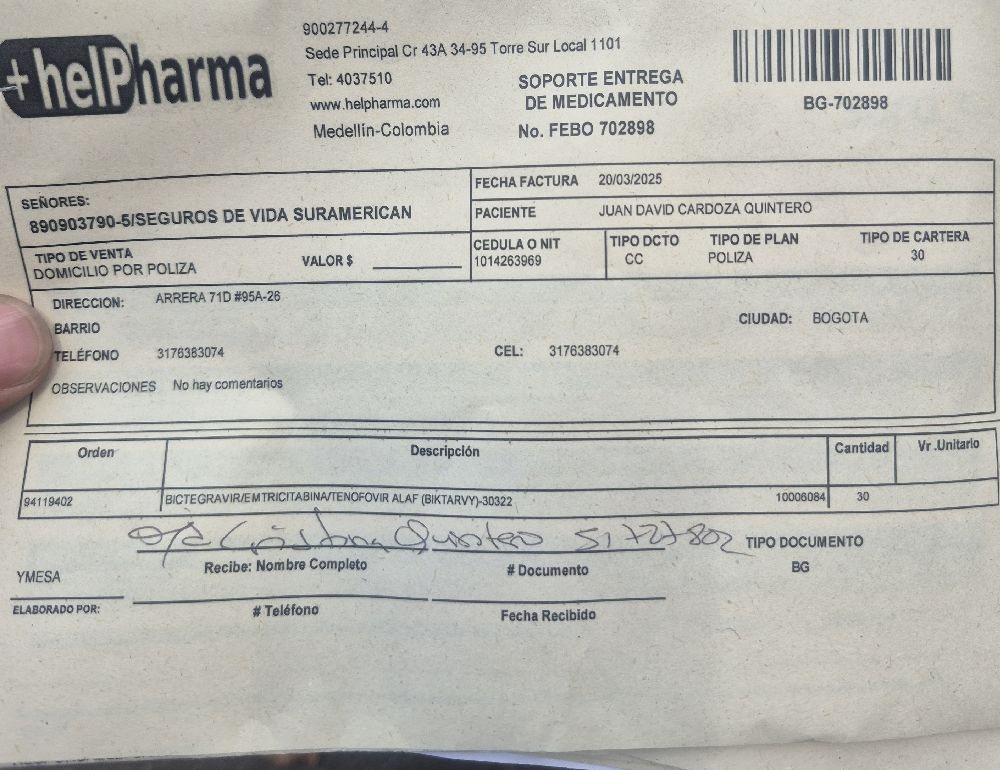 +helPharma
900277244-4
Sede Principal Cr 43A 34-95 Torre Sur Local 1101
Tel: 4037510
www.helpharma.com
Medellín-Colombia
SOPORTE ENTREGA
DE MEDICAMENTO
No. FEBO 702898
BG-702898
SEÑORES:
890903790-5/SEGUROS DE VIDA SURAMERICAN
FECHA FACTURA 20/03/2025
PACIENTE JUAN DAVID CARDOZA QUINTERO
TIPO DE VENTA
DOMICILIO POR POLIZA
VALOR $
CEDULA O NIT
1014263969
TIPO DCTO
CC
TIPO DE PLAN
POLIZA
TIPO DE CARTERA
30
DIRECCION: ARRERA 71D #95A-26
BARRIO
CIUDAD: BOGOTA
TELÉFONO 3176383074 CEL: 3176383074
OBSERVACIONES No hay comentarios
Orden Descripción Cantidad Vr .Unitario
94119402 BICTEGRAVIR/EMTRICITABINA/TENOFOVIR ALAF (BIKTARVY)-30322 10006084 30
Cristina Quintero 51727802
Recibe: Nombre Completo # Documento
TIPO DOCUMENTO
BG
YMESA
ELABORADO POR: # Teléfono Fecha Recibido